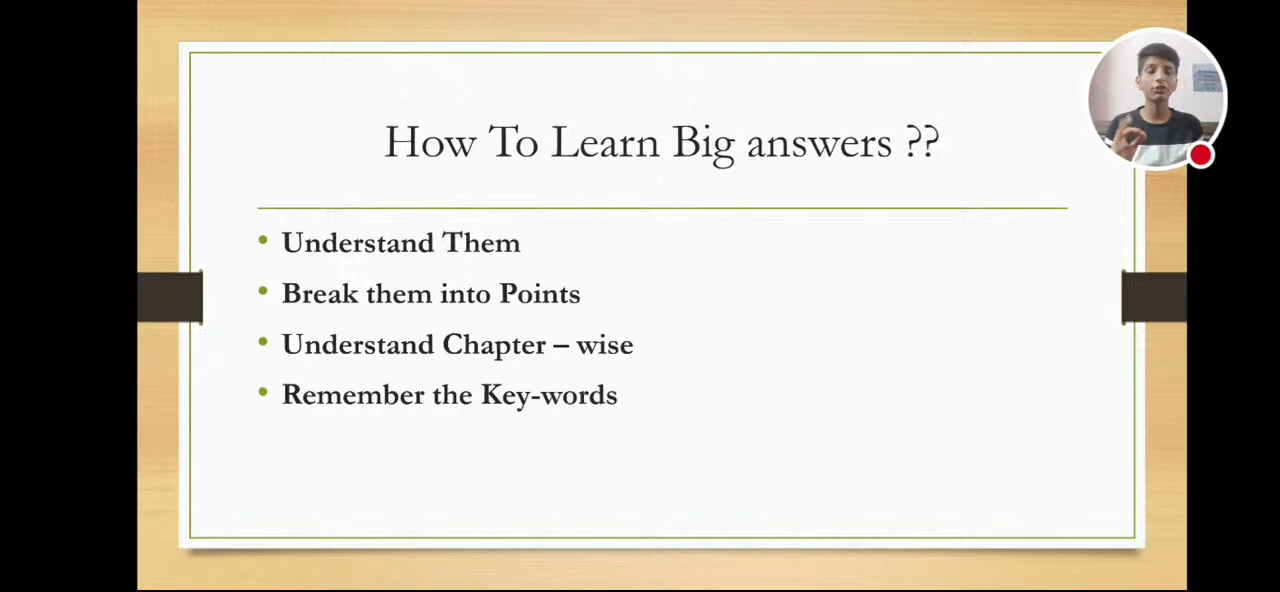 How To Learn Big answers ??
• Understand Them
• Break them into Points
• Understand Chapter – wise
• Remember the Key-words